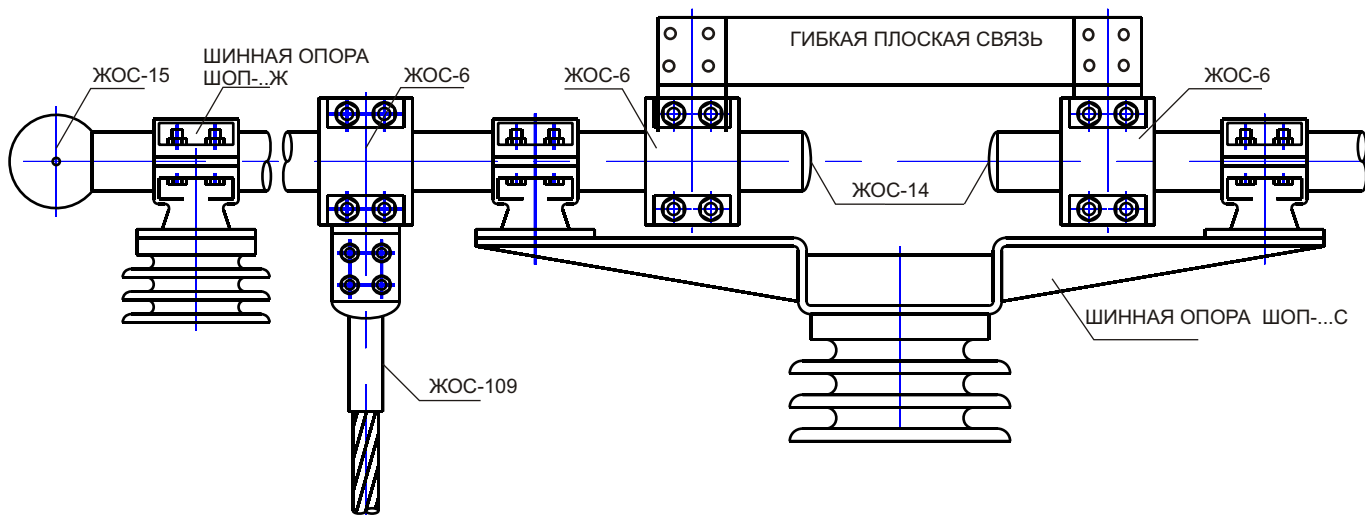 ГИБКАЯ ПЛОСКАЯ СВЯЗЬ
ЖОС-15
ШИННАЯ ОПОРА
ШОП-..Ж
ЖОС-6
ЖОС-6
ЖОС-6
ЖОС-14
ШИННАЯ ОПОРА ШОП-...С
ЖОС-109